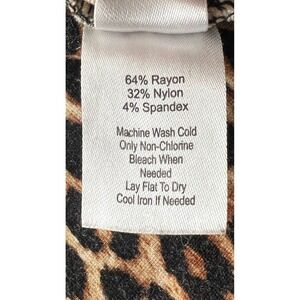 64% Rayon
32% Nylon
4% Spandex
Machine Wash Cold
Only Non-Chlorine
Bleach When
Needed
Lay Flat To Dry
Cool Iron If Needed